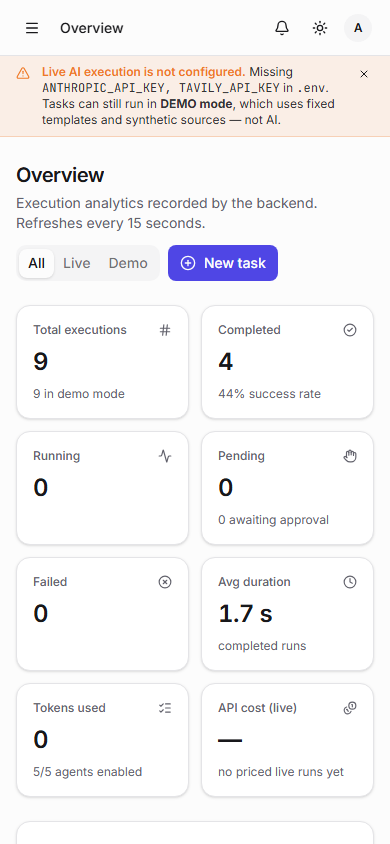 Overview
A
Live AI execution is not configured. Missing
ANTHROPIC_API_KEY, TAVILY_API_KEY in .env.
Tasks can still run in DEMO mode, which uses fixed
templates and synthetic sources — not AI.
Overview
Execution analytics recorded by the backend.
Refreshes every 15 seconds.
All Live Demo New task
Total executions
9
9 in demo mode
Completed
4
44% success rate
Running
0
Pending
0
0 awaiting approval
Failed
0
Avg duration
1.7 s
completed runs
Tokens used
0
5/5 agents enabled
API cost (live)
—
no priced live runs yet